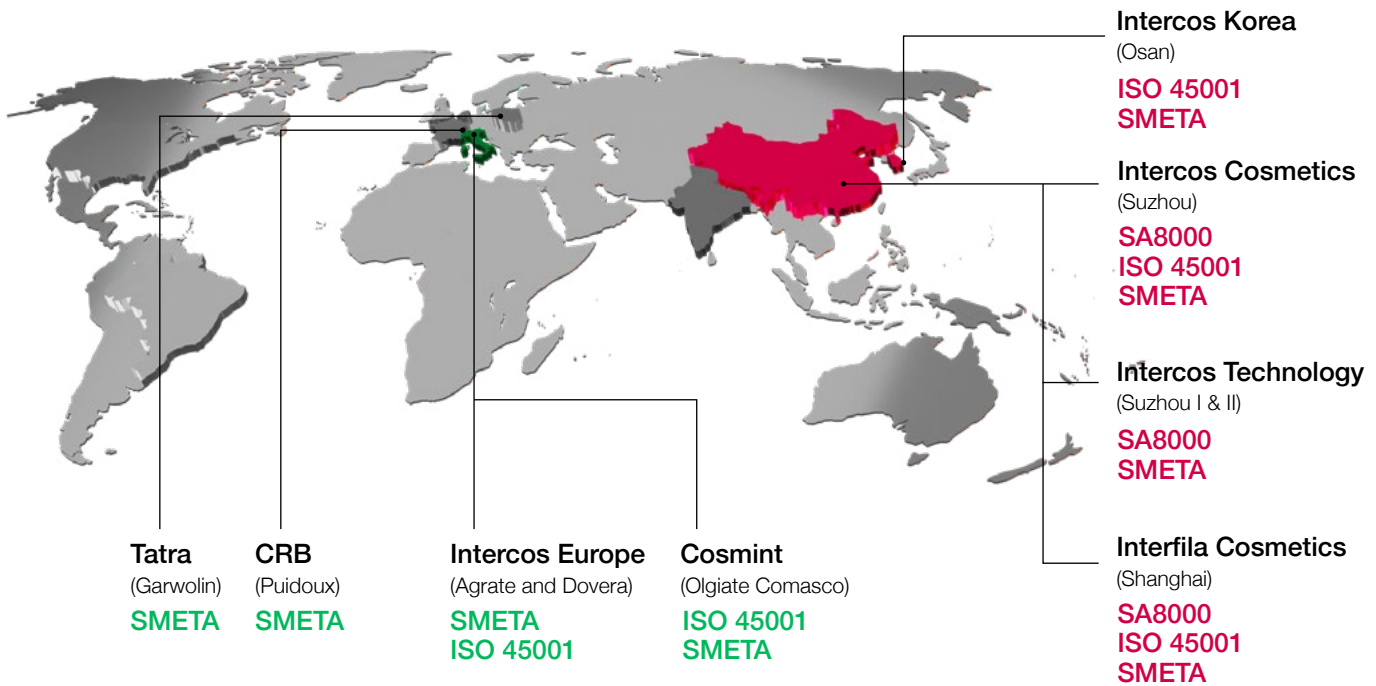 Intercos Korea
(Osan)
ISO 45001
SMETA
Intercos Cosmetics
(Suzhou)
SA8000
ISO 45001
SMETA
Intercos Technology
(Suzhou I & II)
SA8000
SMETA
Interfila Cosmetics
(Shanghai)
SA8000
ISO 45001
SMETA
Tatra
(Garwolin)
SMETA
CRB
(Puidoux)
SMETA
Intercos Europe
(Agrate and Dovera)
SMETA
ISO 45001
Cosmint
(Olgiate Comasco)
ISO 45001
SMETA